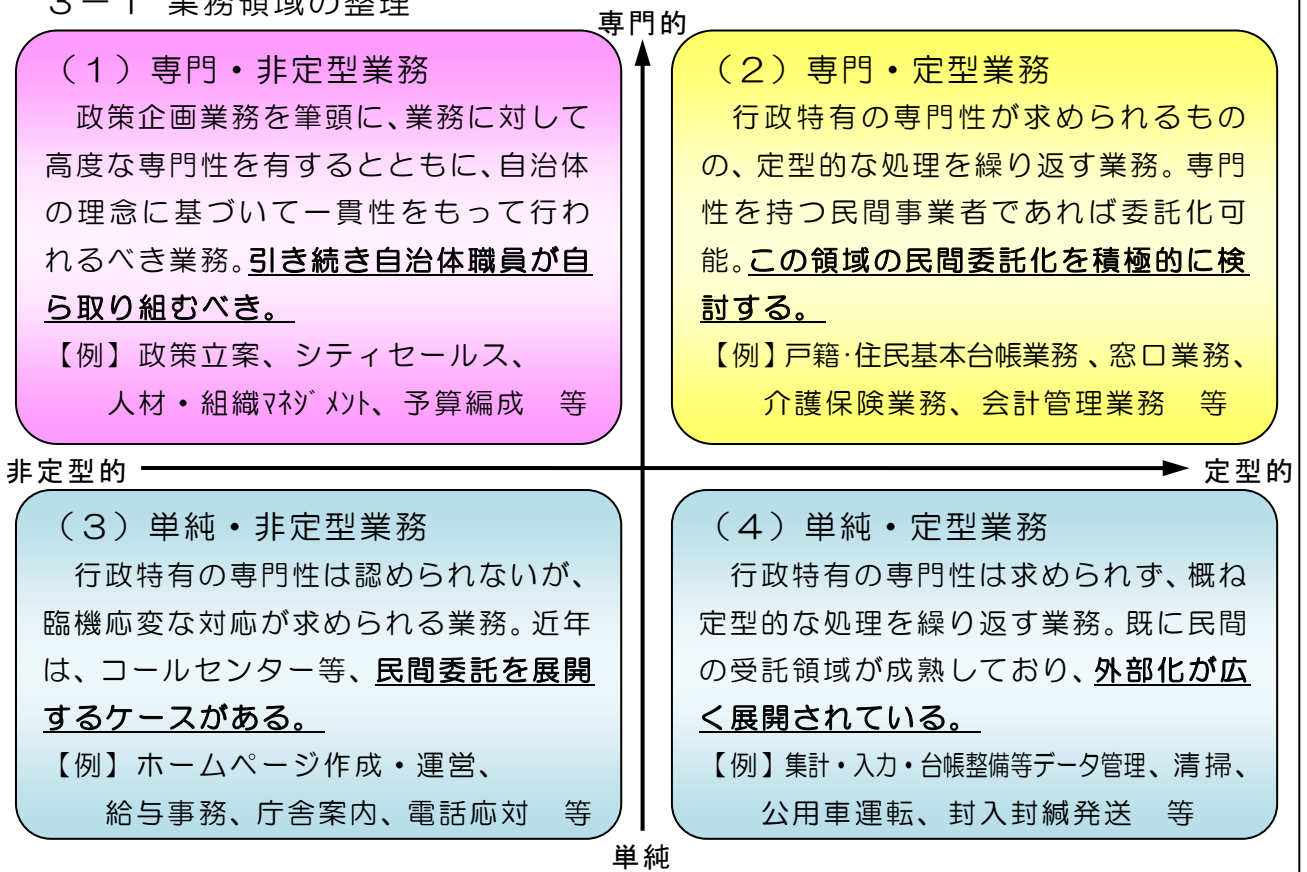 ３－１ 業務領域の整理
専門的
（１）専門・非定型業務
政策企画業務を筆頭に、業務に対して
高度な専門性を有するとともに、自治体
の理念に基づいて一貫性をもって行わ
れるべき業務。引き続き自治体職員が自
ら取り組むべき。
【例】政策立案、シティセールス、
人材・組織ﾏﾈｼﾞﾒﾝﾄ、予算編成　等
（２）専門・定型業務
行政特有の専門性が求められるもの
の、定型的な処理を繰り返す業務。専門
性を持つ民間事業者であれば委託化可
能。この領域の民間委託化を積極的に検
討する。
【例】戸籍･住民基本台帳業務、窓口業務、
介護保険業務、会計管理業務　等
非定型的
定型的
（３）単純・非定型業務
行政特有の専門性は認められないが、
臨機応変な対応が求められる業務。近年
は、コールセンター等、民間委託を展開
するケースがある。
【例】ホームページ作成・運営、
給与事務、庁舎案内、電話応対　等
（４）単純・定型業務
行政特有の専門性は求められず、概ね
定型的な処理を繰り返す業務。既に民間
の受託領域が成熟しており、外部化が広
く展開されている。
【例】集計・入力・台帳整備等データ管理、清掃、
公用車運転、封入封緘発送　等
単純